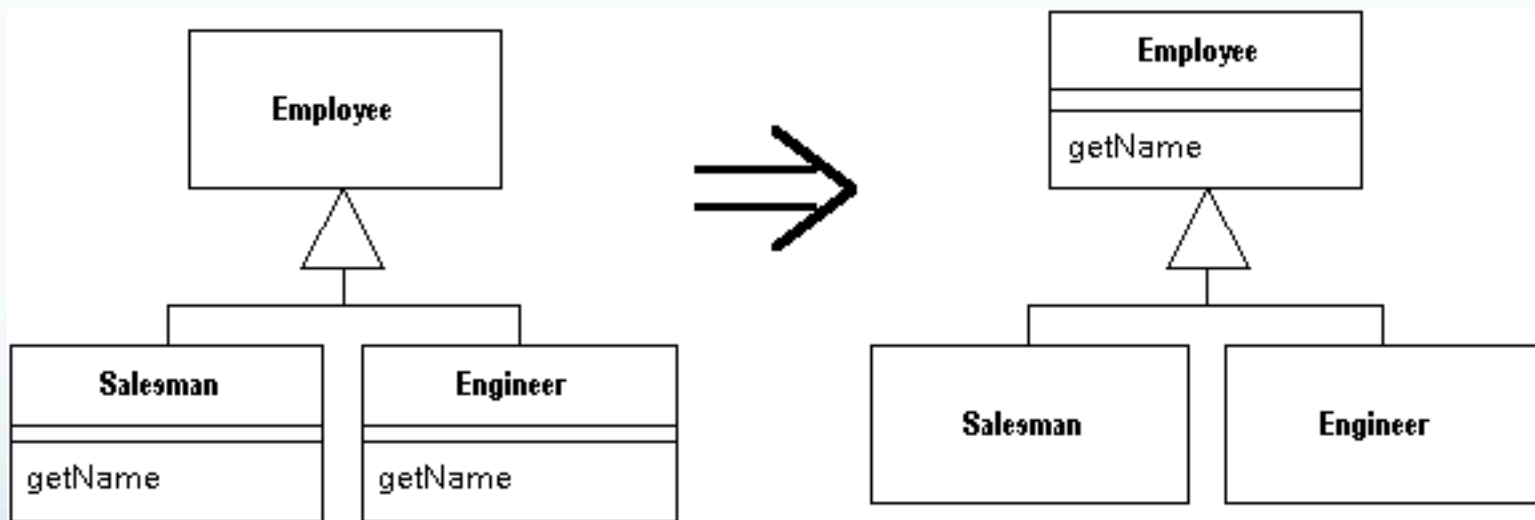 Employee
Salesman
getName
Engineer
getName
Employee
getName
Salesman
Engineer